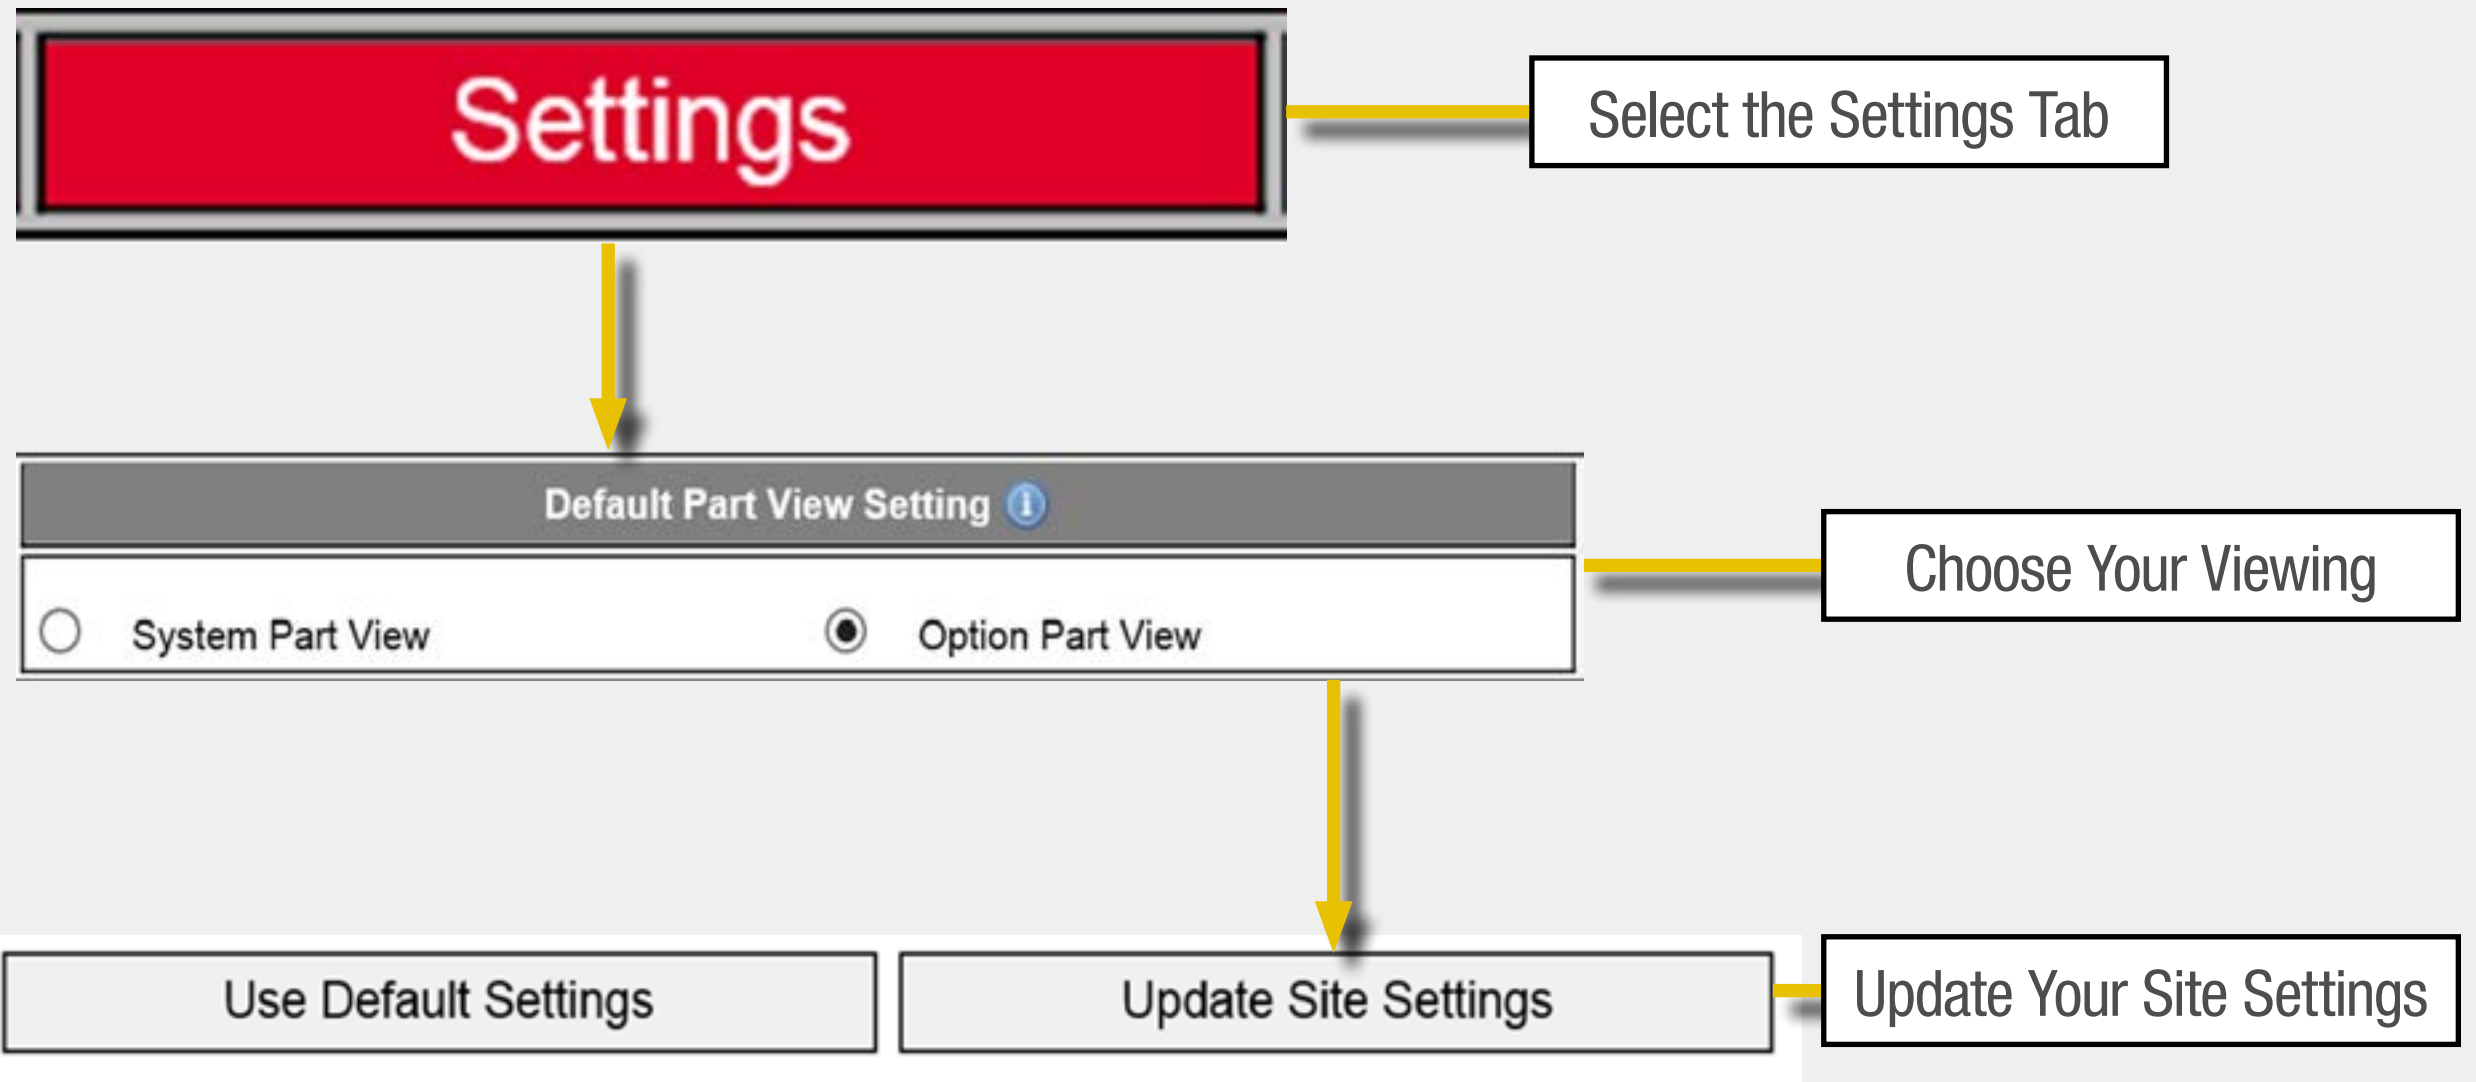 Settings
Select the Settings Tab
Default Part View Setting
Choose Your Viewing
System Part View
Option Part View
Use Default Settings
Update Site Settings
Update Your Site Settings